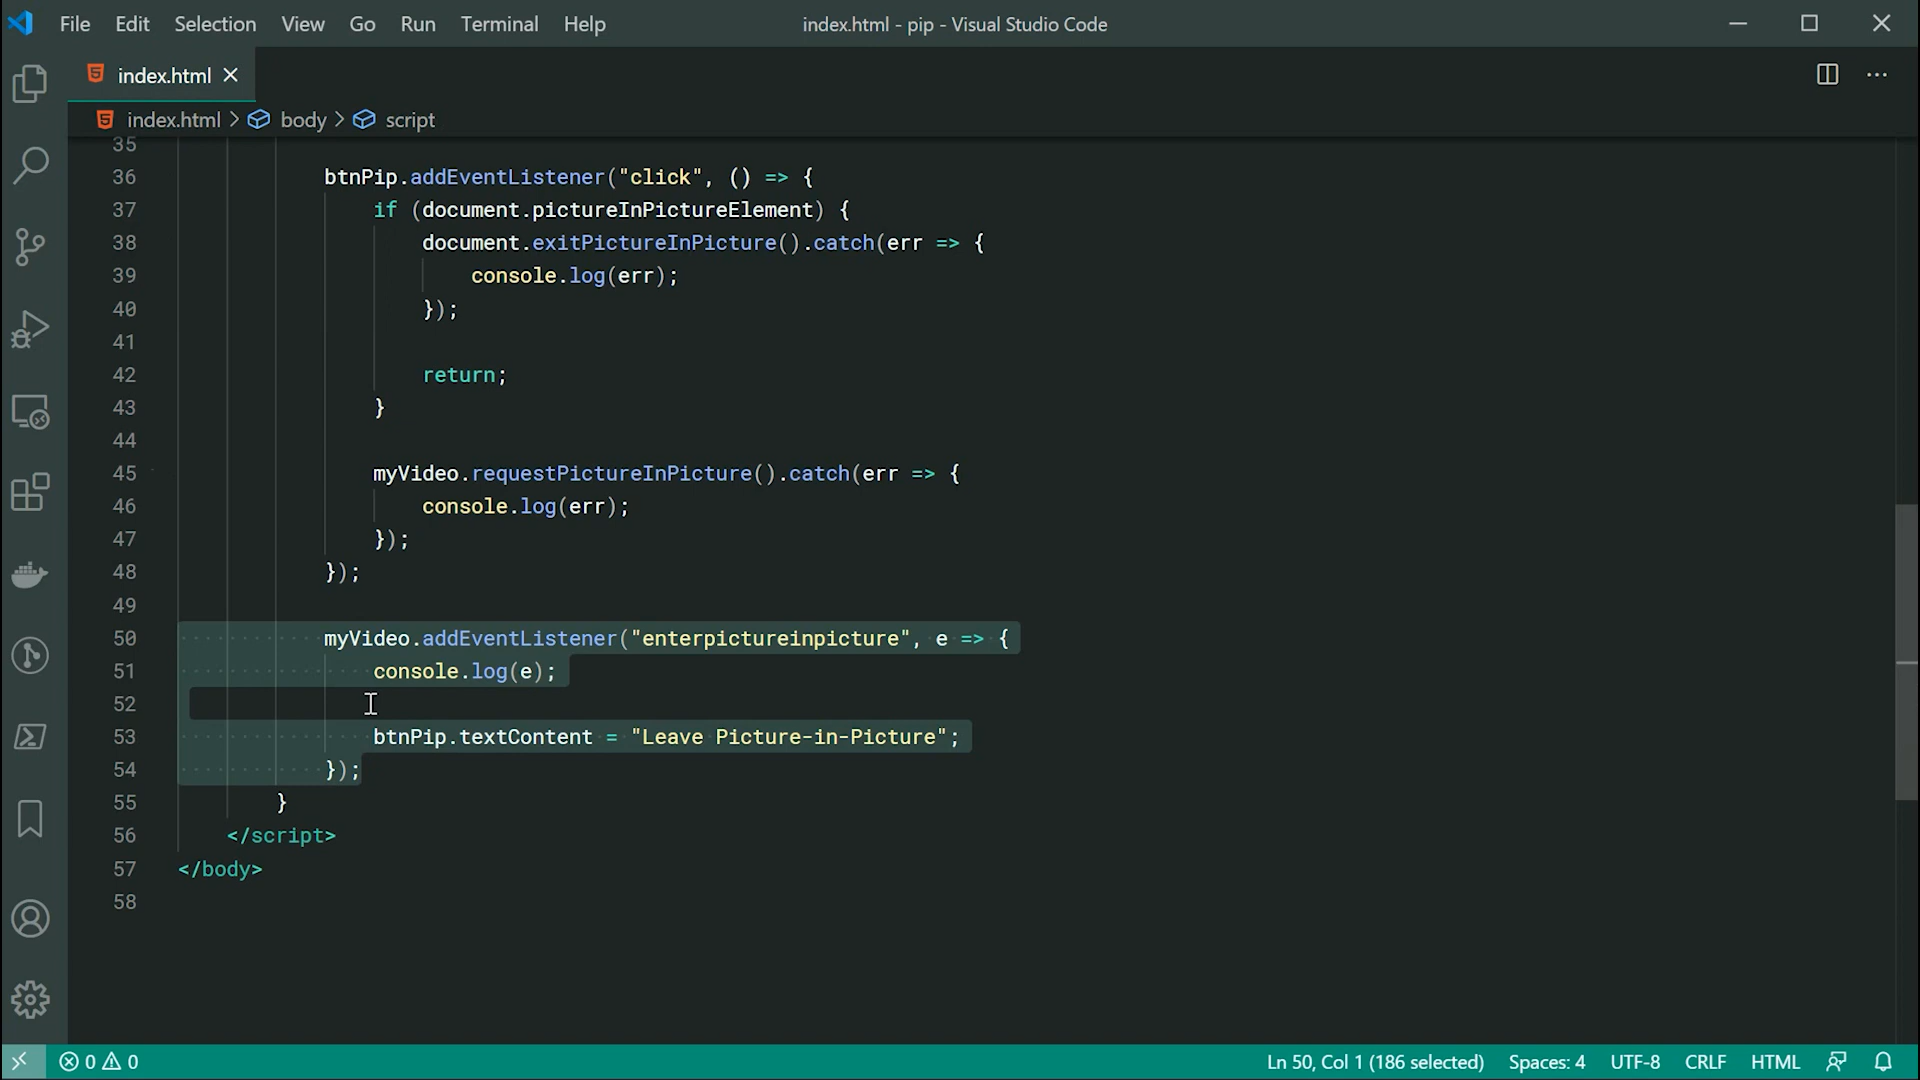 File Edit Selection View Go Run Terminal Help index.html - pip - Visual Studio Code
index.html
index.html > body > script
35
36 btnPip.addEventListener("click", () => {
37 if (document.pictureInPictureElement) {
38 document.exitPictureInPicture().catch(err => {
39 console.log(err);
40 });
41
42 return;
43 }
44
45 myVideo.requestPictureInPicture().catch(err => {
46 console.log(err);
47 });
48 });
49
50 myVideo.addEventListener("enterpictureinpicture", e => {
51 console.log(e);
52
53 btnPip.textContent = "Leave Picture-in-Picture";
54 });
55 }
56 </script>
57 </body>
58
0 0 Ln 50, Col 1 (186 selected) Spaces: 4 UTF-8 CRLF HTML